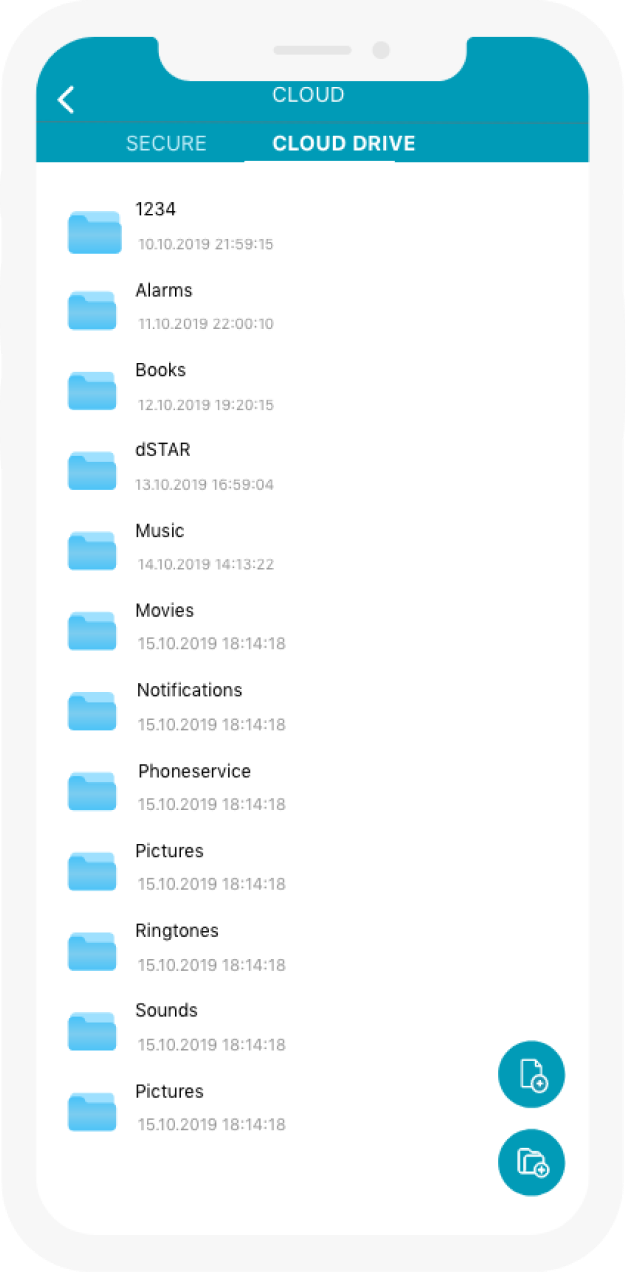 CLOUD
SECURE CLOUD DRIVE
1234
10.10.2019 21:59:15
Alarms
11.10.2019 22:00:10
Books
12.10.2019 19:20:15
dSTAR
13.10.2019 16:59:04
Music
14.10.2019 14:13:22
Movies
15.10.2019 18:14:18
Notifications
15.10.2019 18:14:18
Phoneservice
15.10.2019 18:14:18
Pictures
15.10.2019 18:14:18
Ringtones
15.10.2019 18:14:18
Sounds
15.10.2019 18:14:18
Pictures
15.10.2019 18:14:18